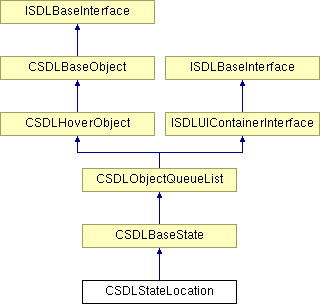 ISDLBaseInterface
CSDLBaseObject
ISDLBaseInterface
CSDLHoverObject
ISDLUIContainerInterface
CSDLObjectQueueList
CSDLBaseState
CSDLStateLocation